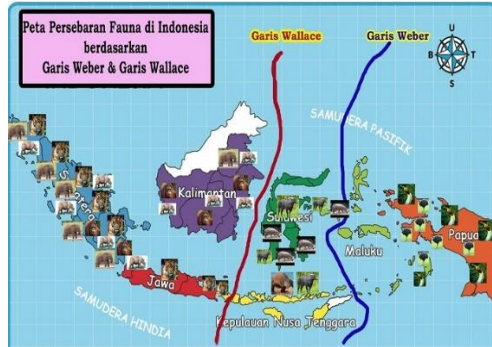 Peta Persebaran Fauna di Indonesia
berdasarkan
Garis Weber & Garis Wallace
Garis Wallace
Garis Weber
U
B
T
S
SAMUDERA PASIFIK
Sumatera
Kalimantan
Sulawesi
Maluku
Papua
Jawa
SAMUDERA HINDIA
Kepulauan Nusa Tenggara